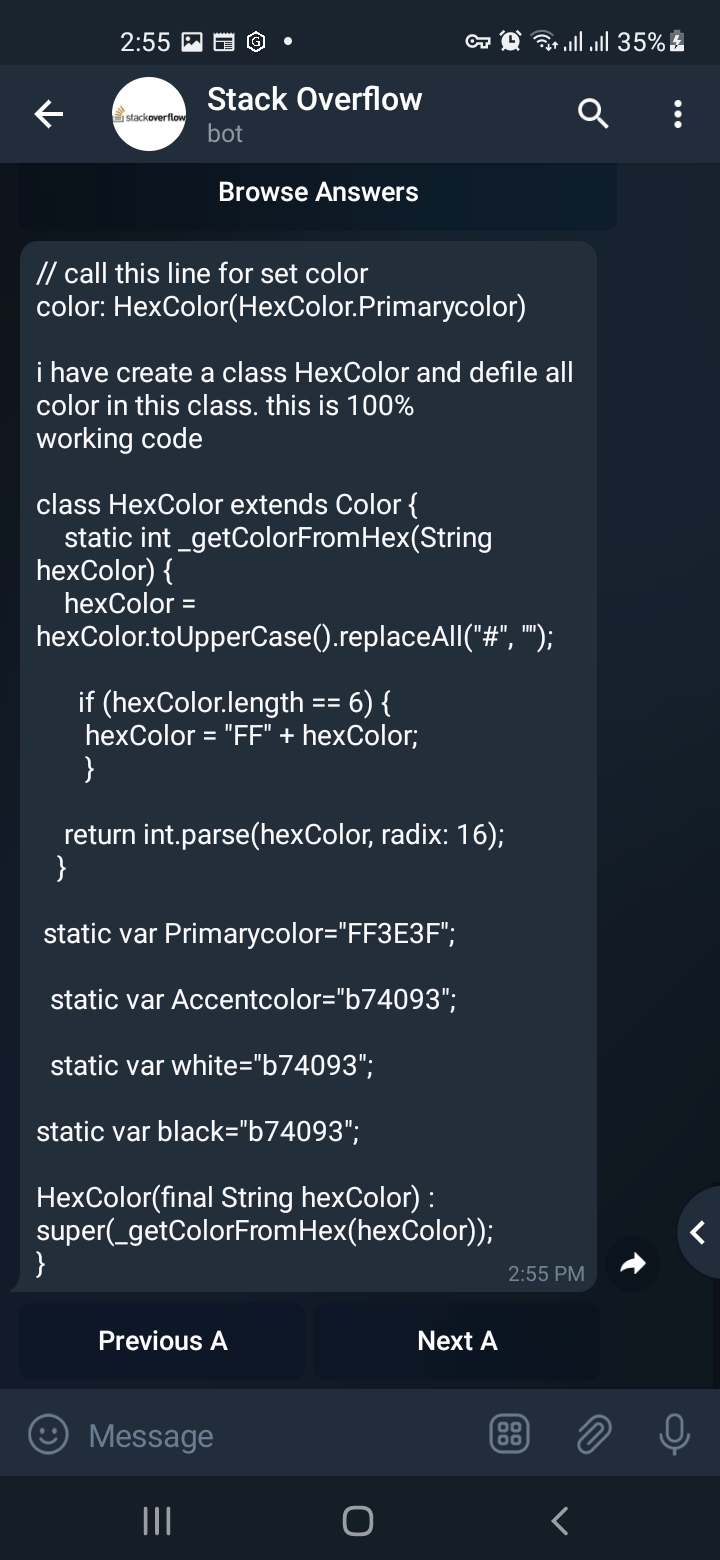 2:55
35%
stackoverflow
Stack Overflow
bot
Browse Answers
// call this line for set color
color: HexColor(HexColor.Primarycolor)
i have create a class HexColor and defile all
color in this class. this is 100%
working code
class HexColor extends Color {
static int _getColorFromHex(String
hexColor) {
hexColor =
hexColor.toUpperCase().replaceAll("#", "");
if (hexColor.length == 6) {
hexColor = "FF" + hexColor;
}
return int.parse(hexColor, radix: 16);
}
static var Primarycolor="FF3E3F";
static var Accentcolor="b74093";
static var white="b74093";
static var black="b74093";
HexColor(final String hexColor) :
super(_getColorFromHex(hexColor));
}
2:55 PM
Previous A
Next A
Message